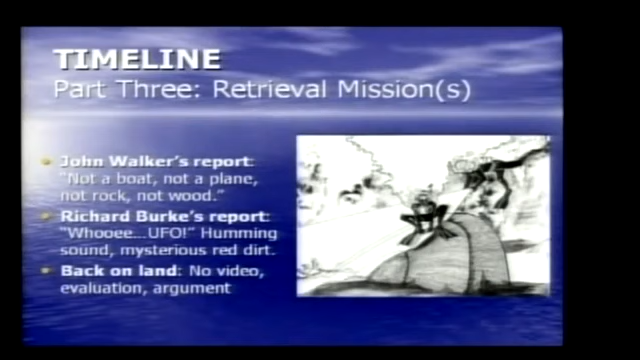 TIMELINE
Part Three: Retrieval Mission(s)
John Walker's report:
"Not a boat, not a plane,
not rock, not wood."
Richard Burke's report:
"Whooee...UFO!" Humming
sound, mysterious red dirt.
Back on land: No video,
evaluation, argument